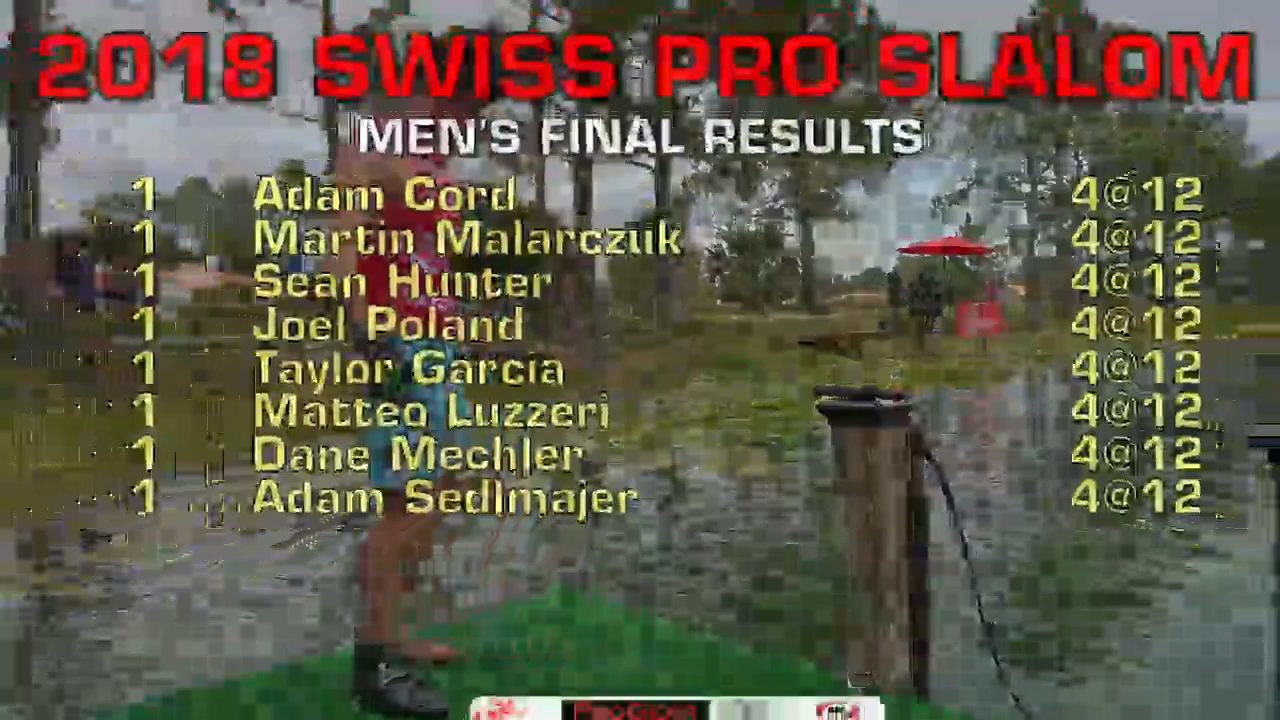 2018 SWISS PRO SLALOM
MEN'S FINAL RESULTS
1 Adam Cord 4@12
1 Martin Malarczuk 4@12
1 Sean Hunter 4@12
1 Joel Poland 4@12
1 Taylor Garcia 4@12
1 Matteo Luzzeri 4@12
1 Dane Mechler 4@12
1 Adam Sedlmajer 4@12